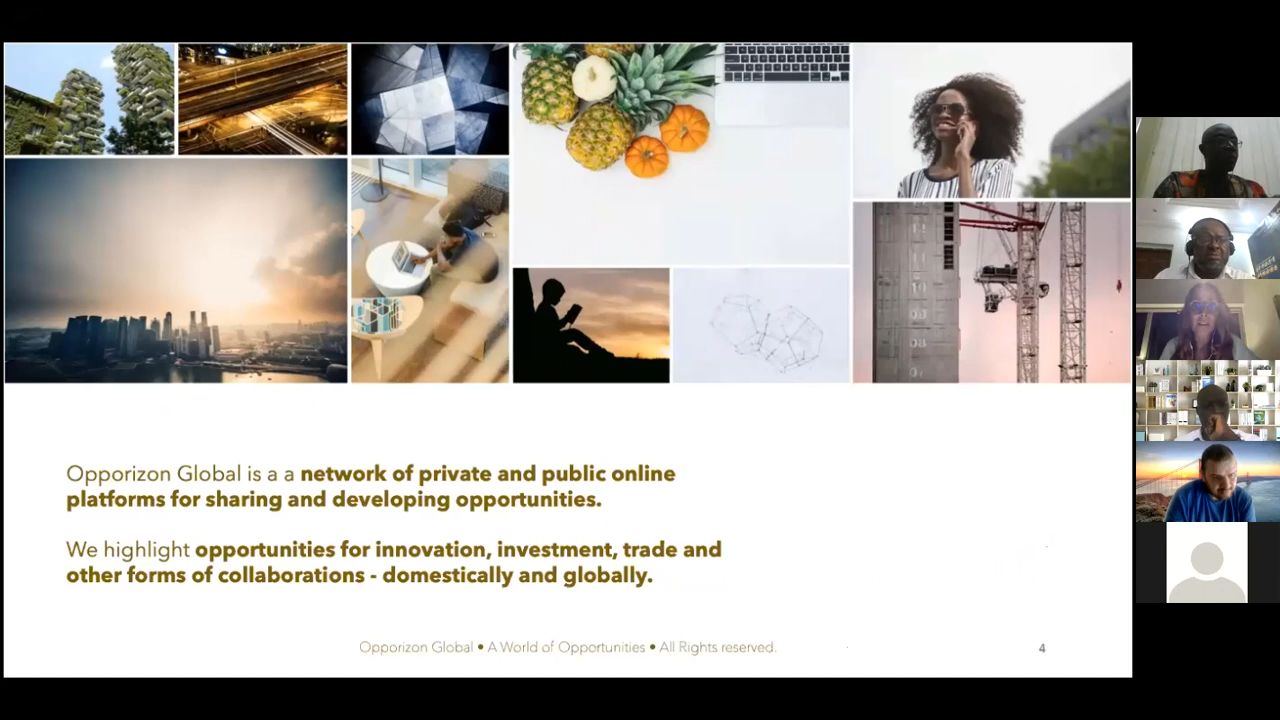 Opporizon Global is a a network of private and public online
platforms for sharing and developing opportunities.
We highlight opportunities for innovation, investment, trade and
other forms of collaborations - domestically and globally.
Opporizon Global • A World of Opportunities • All Rights reserved.
4